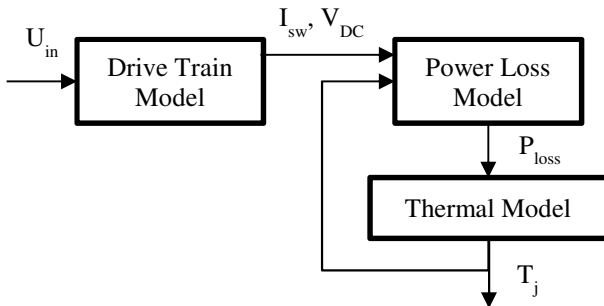 U_in
I_sw, V_DC
Drive Train
Model
Power Loss
Model
P_loss
Thermal Model
T_j